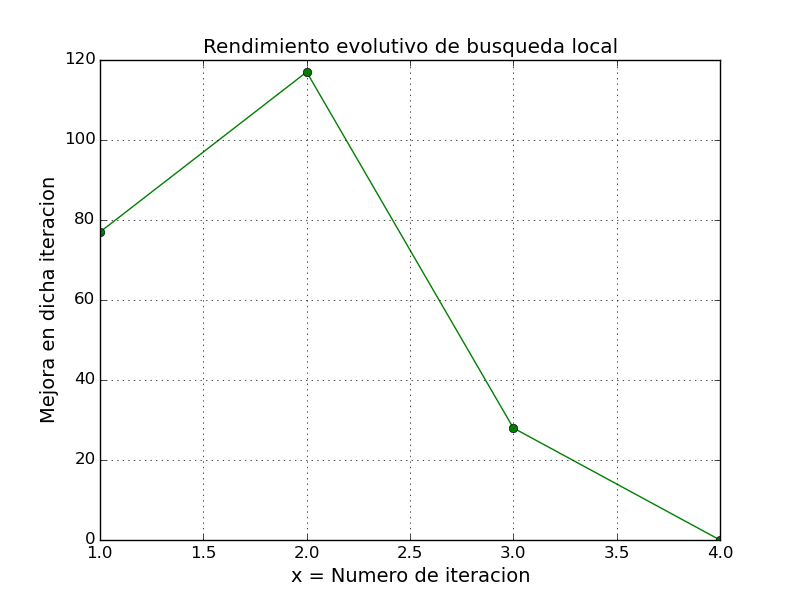 Rendimiento evolutivo de busqueda local
120
100
80
60
40
20
0
Mejora en dicha iteracion
1.0 1.5 2.0 2.5 3.0 3.5 4.0
x = Numero de iteracion